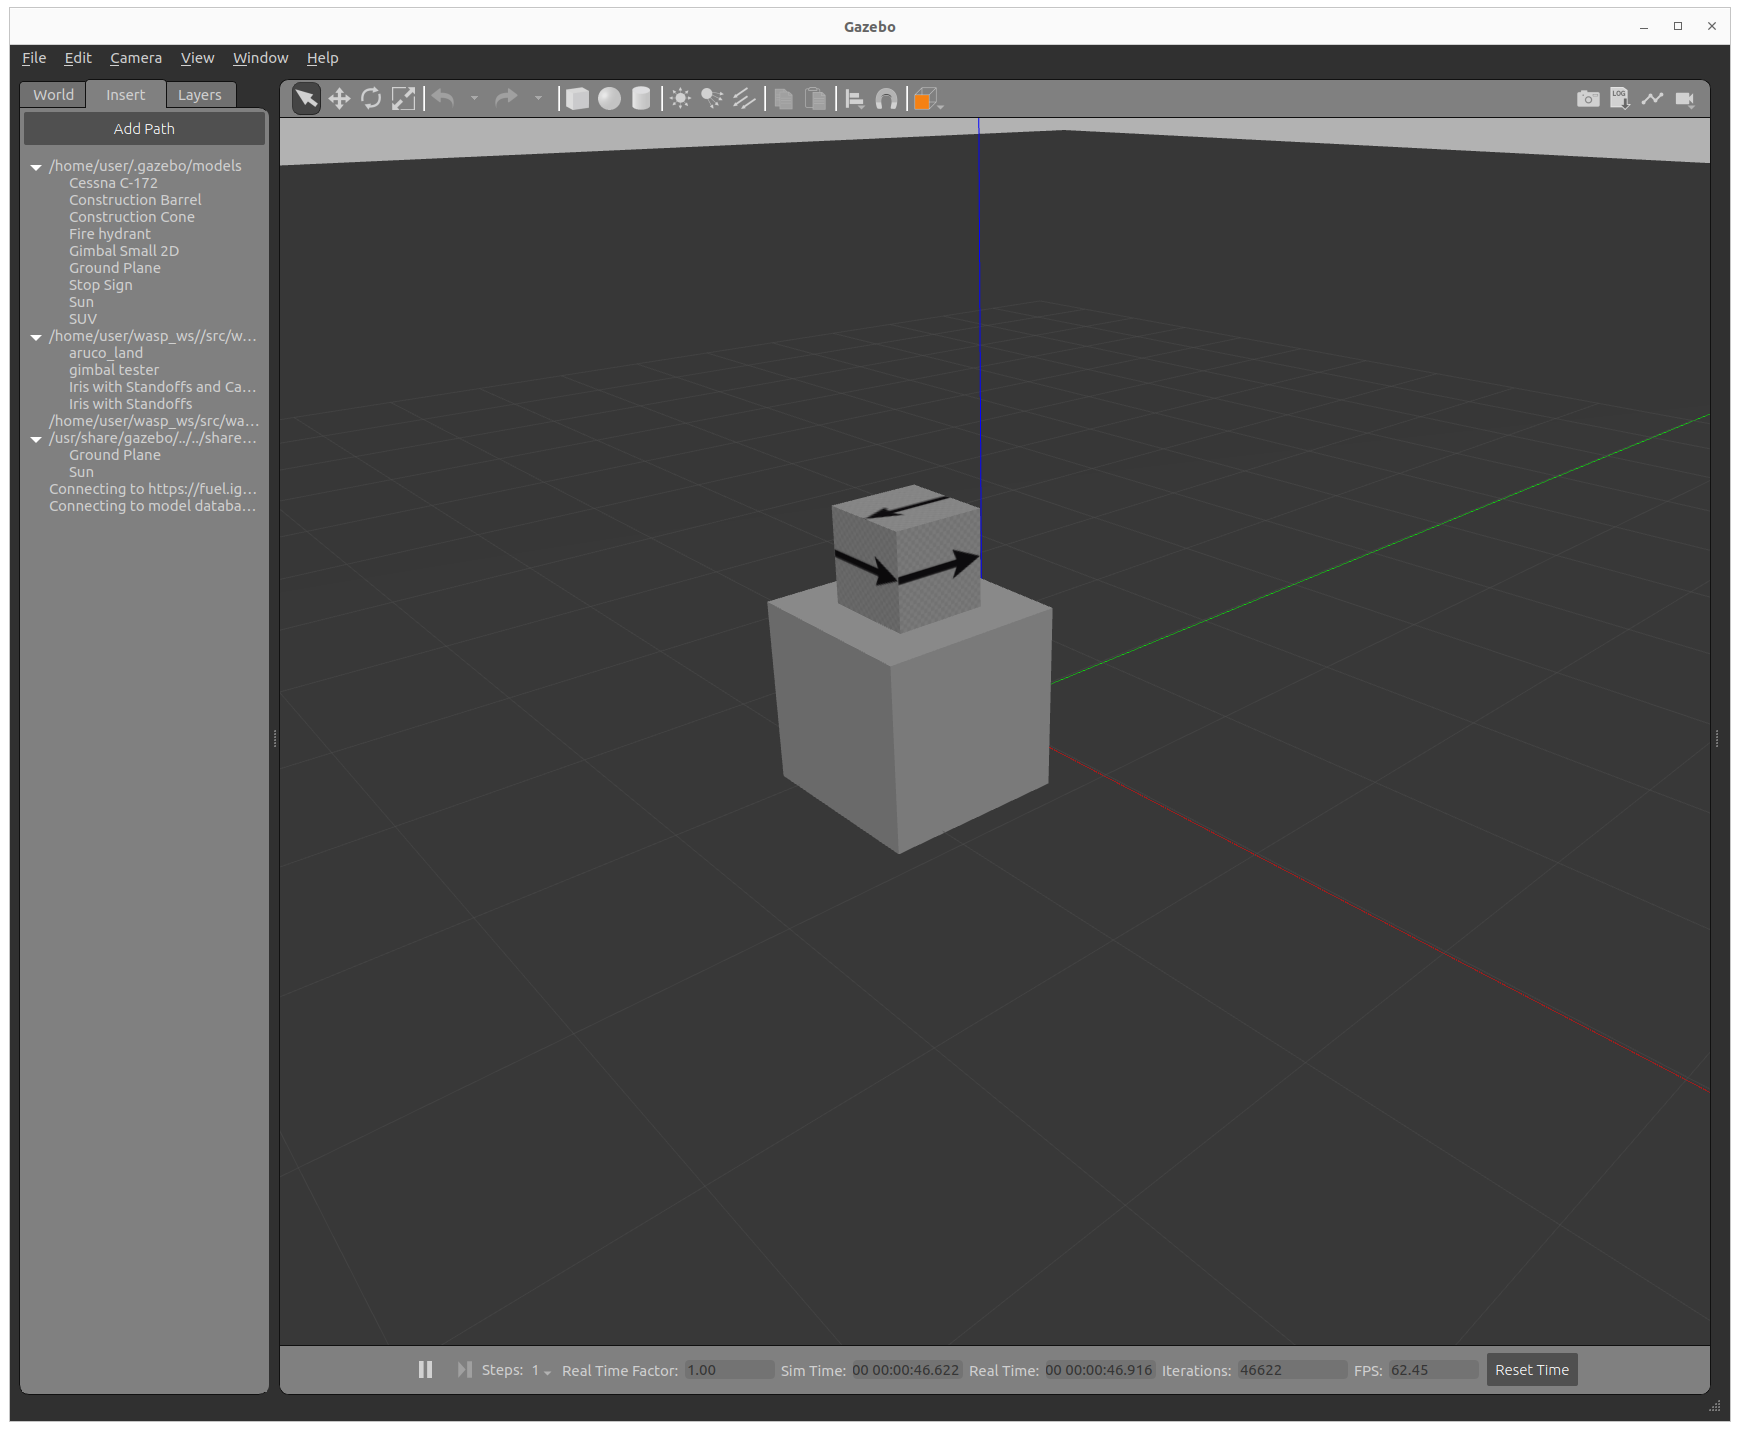 Gazebo
File Edit Camera View Window Help
World Insert Layers
Add Path
/home/user/.gazebo/models
Cessna C-172
Construction Barrel
Construction Cone
Fire hydrant
Gimbal Small 2D
Ground Plane
Stop Sign
Sun
SUV
/home/user/wasp_ws//src/w...
aruco_land
gimbal tester
Iris with Standoffs and Ca...
Iris with Standoffs
/home/user/wasp_ws/src/wa...
/usr/share/gazebo/../../share...
Ground Plane
Sun
Connecting to https://fuel.ig...
Connecting to model databa...
LOG
Steps: 1 Real Time Factor: 1.00 Sim Time: 00 00:00:46.622 Real Time: 00 00:00:46.916 Iterations: 46622 FPS: 62.45 Reset Time